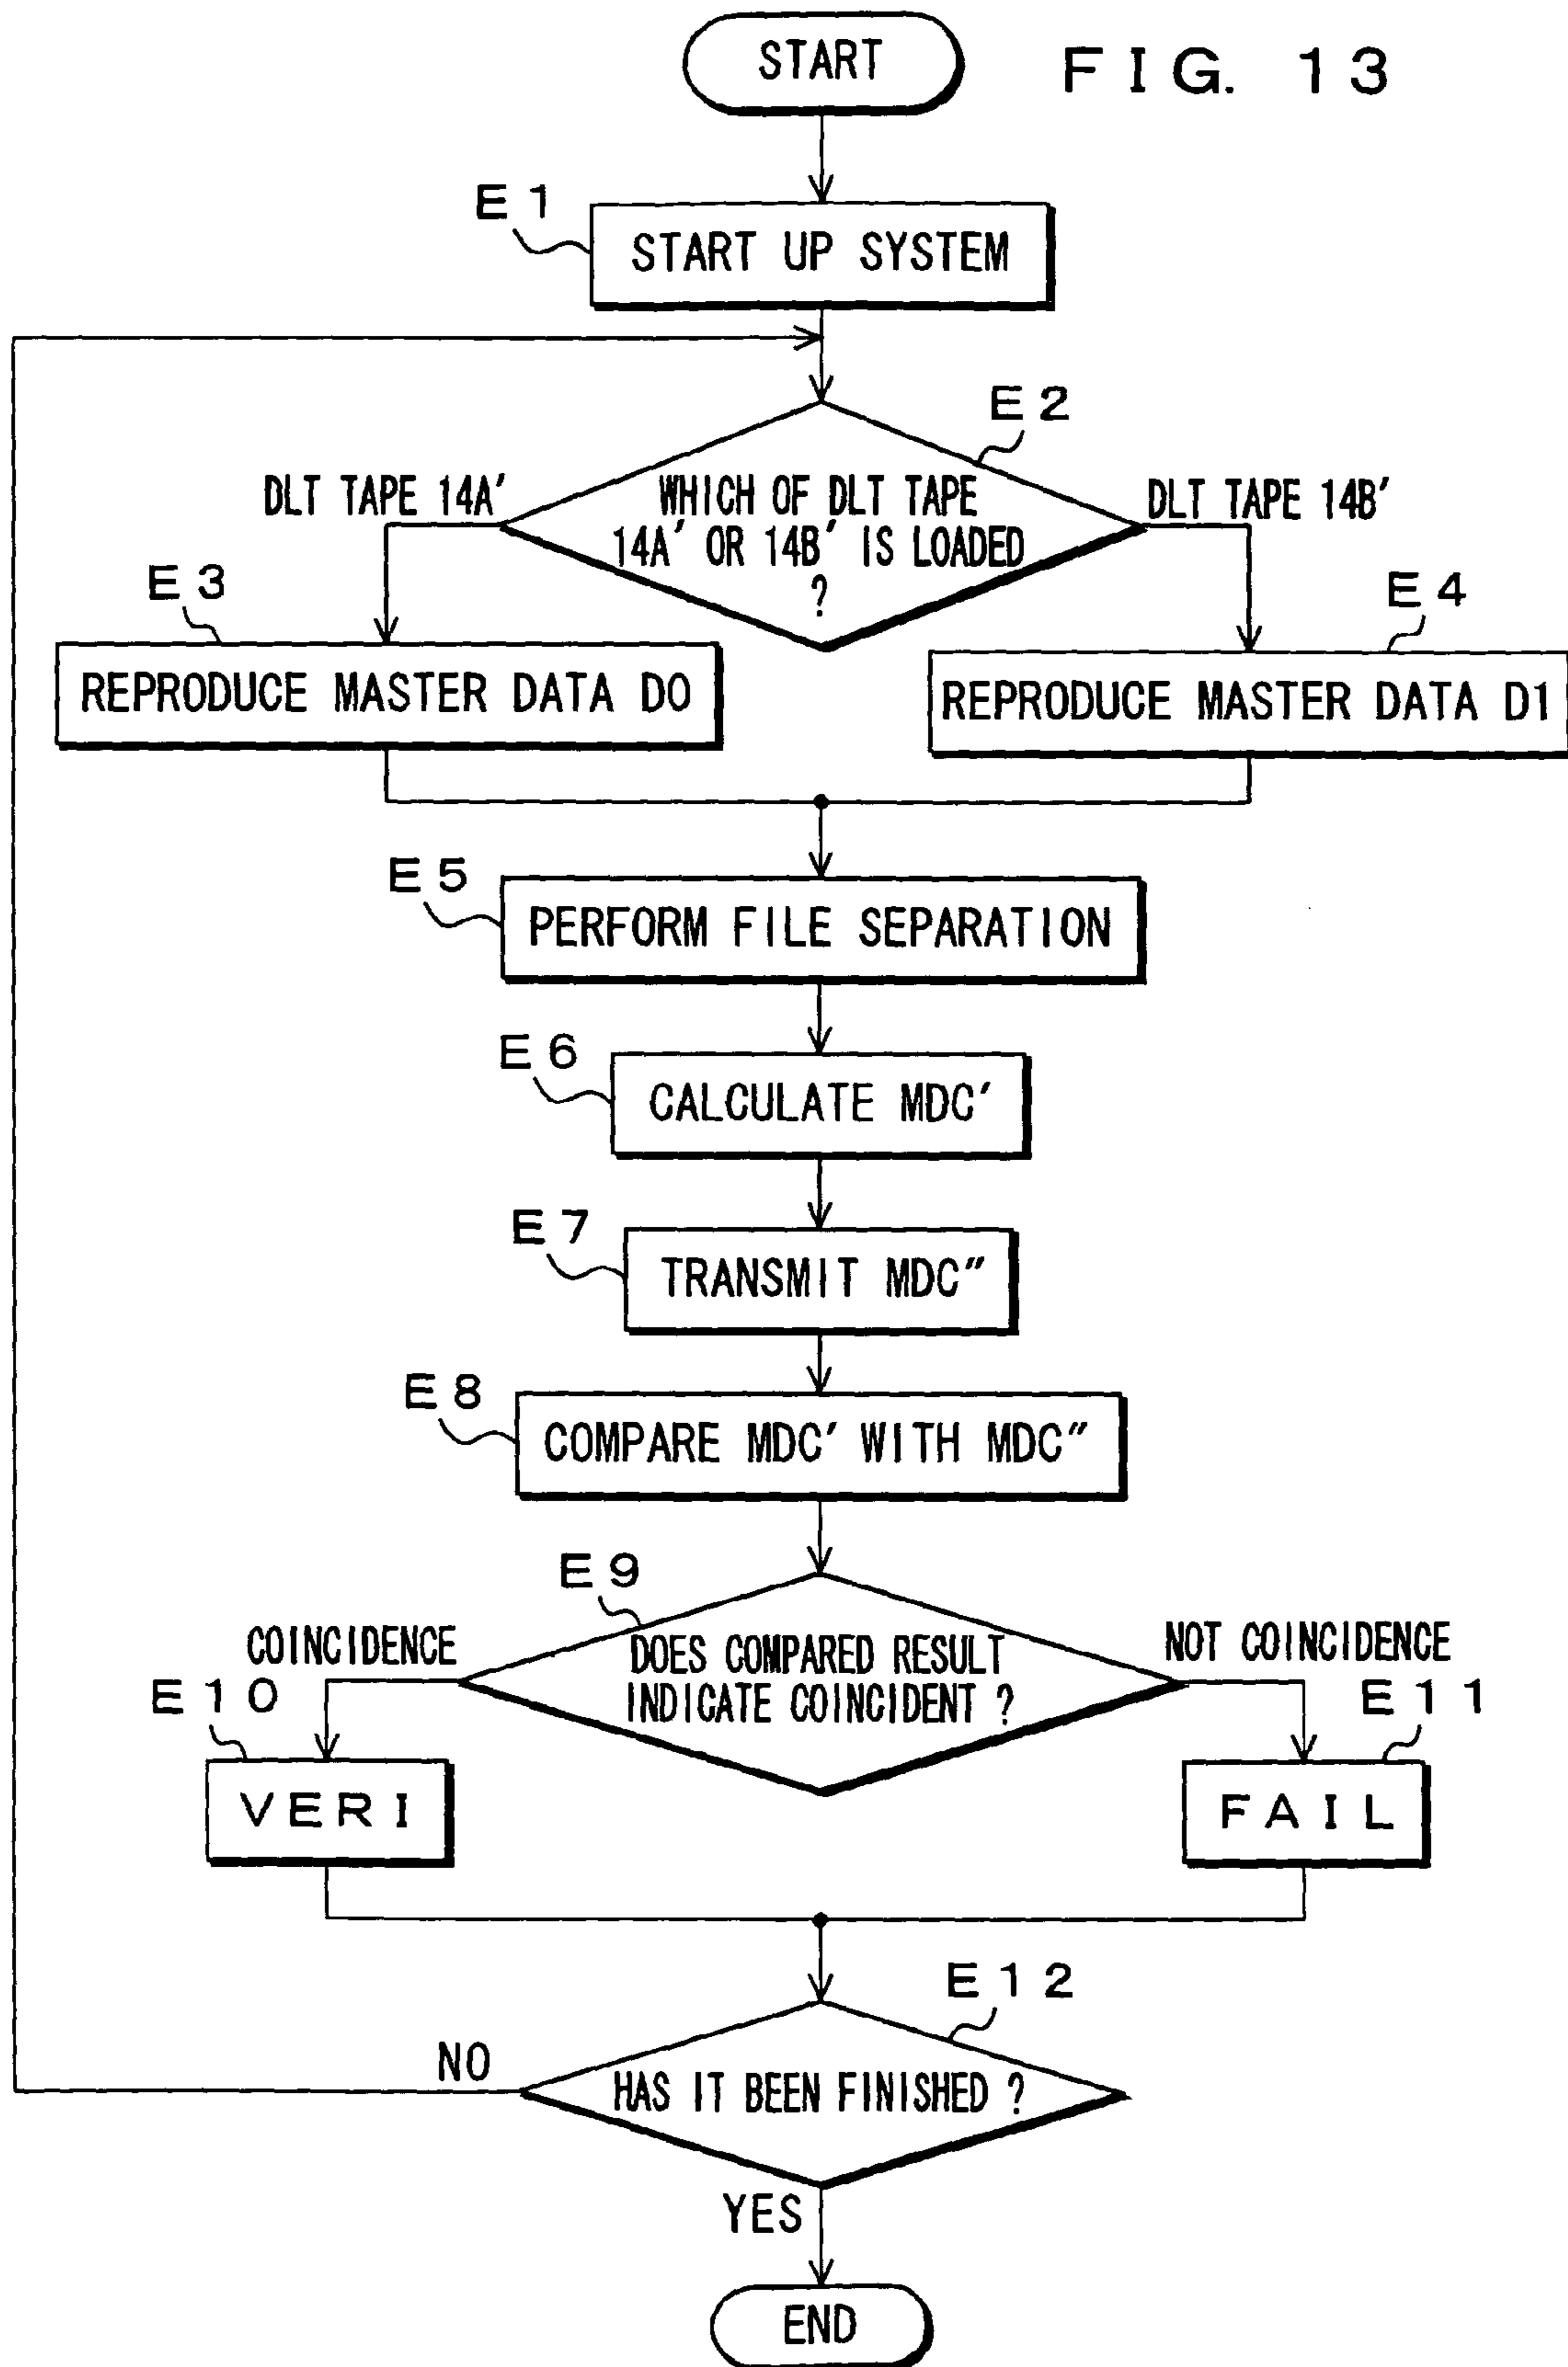 START
FIG. 13
E1
START UP SYSTEM
E2
DLT TAPE 14A'
WHICH OF DLT TAPE
14A' OR 14B' IS LOADED
?
DLT TAPE 14B'
E3
REPRODUCE MASTER DATA D0
E4
REPRODUCE MASTER DATA D1
E5
PERFORM FILE SEPARATION
E6
CALCULATE MDC'
E7
TRANSMIT MDC"
E8
COMPARE MDC' WITH MDC"
E9
COINCIDENCE
DOES COMPARED RESULT
INDICATE COINCIDENT ?
NOT COINCIDENCE
E10
VERI
E11
FAIL
E12
NO
HAS IT BEEN FINISHED ?
YES
END